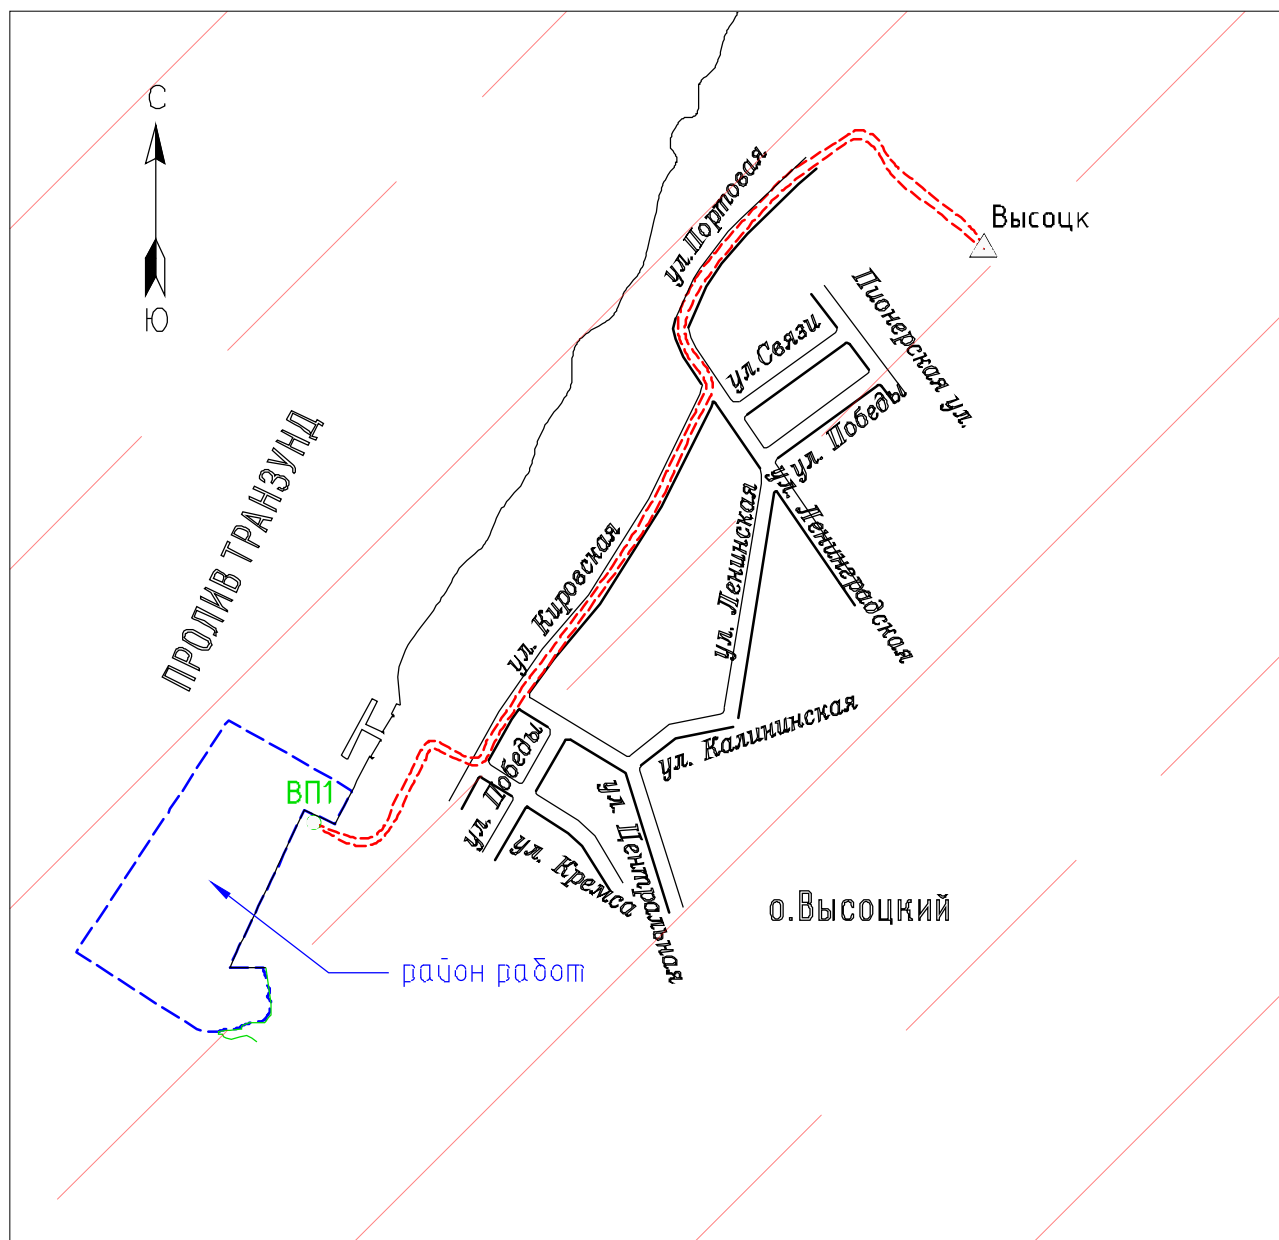 С
Ю
Высоцк
ул. Портовая
Пионерская ул.
ул. Связи
ул. Победы
ул. Ленинградская
ул. Ленинская
ПРОЛИВ ТРАНЗУНД
ул. Кировская
ул. Калининская
ул. Победы
ВП1
ул. Центральная
ул. Кремса
о.Высоцкий
район работ